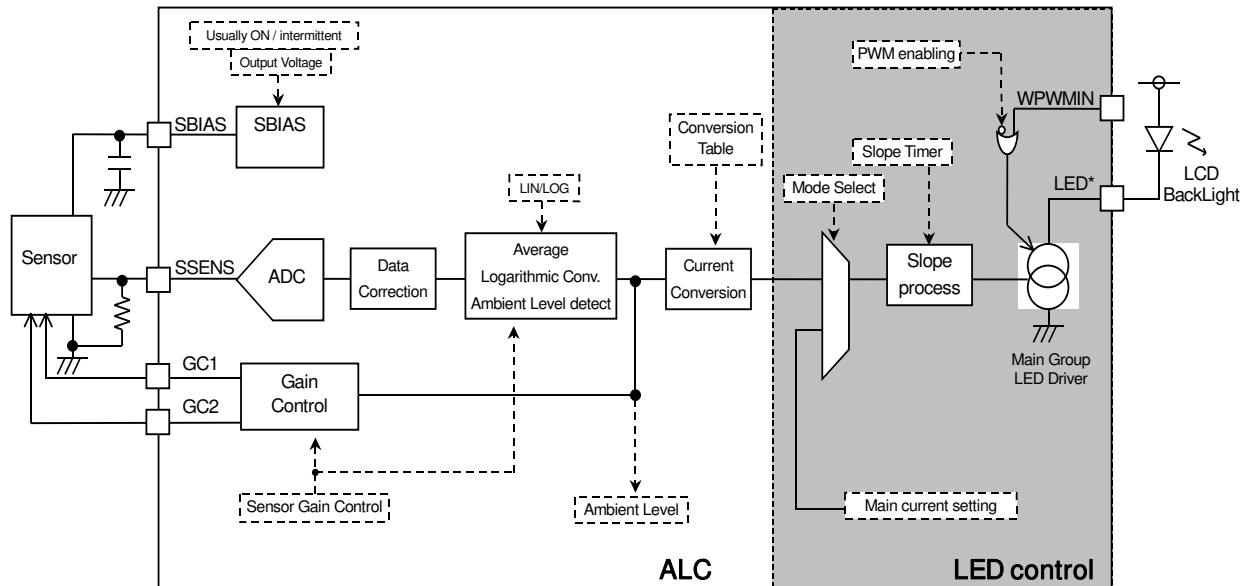 Usually ON / intermittent
Output Voltage
PWM enabling
SBIAS
SBIAS
WPWMIN
Conversion
Table
Slope Timer
LCD
BackLight
LIN/LOG
Mode Select
LED*
Sensor
SSENS
ADC
Data
Correction
Average
Logarithmic Conv.
Ambient Level detect
Current
Conversion
Slope
process
GC1
GC2
Gain
Control
Main Group
LED Driver
Sensor Gain Control
Ambient Level
Main current setting
ALC
LED control